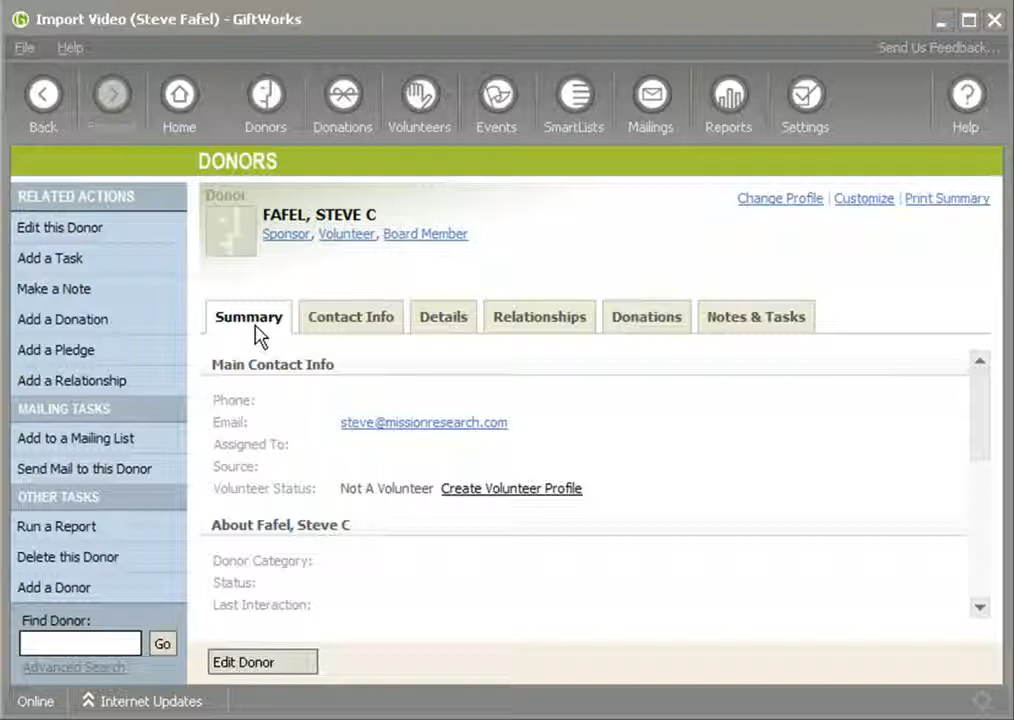 Import Video (Steve Fafel) - GiftWorks
File Help Send Us Feedback...
Back Home Donors Donations Volunteers Events SmartLists Mailings Reports Settings Help
DONORS
RELATED ACTIONS
Edit this Donor
Add a Task
Make a Note
Add a Donation
Add a Pledge
Add a Relationship
MAILING TASKS
Add to a Mailing List
Send Mail to this Donor
OTHER TASKS
Run a Report
Delete this Donor
Add a Donor
Find Donor:
Go
Advanced Search
Donor
Change Profile | Customize | Print Summary
FAFEL, STEVE C
Sponsor, Volunteer, Board Member
Summary Contact Info Details Relationships Donations Notes & Tasks
Main Contact Info
Phone:
Email: steve@missionresearch.com
Assigned To:
Source:
Volunteer Status: Not A Volunteer Create Volunteer Profile
About Fafel, Steve C
Donor Category:
Status:
Last Interaction:
Edit Donor
Online Internet Updates